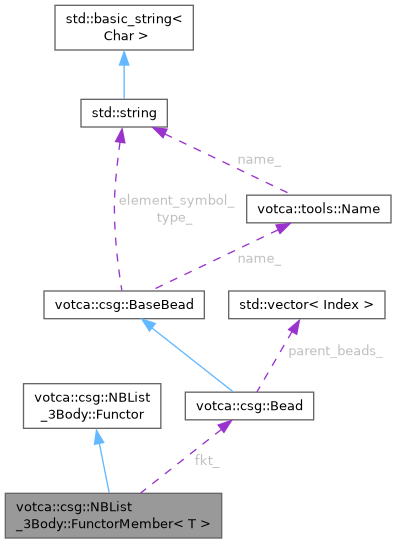 std::basic_string<
Char >
std::string
name_
element_symbol_
type_
votca::tools::Name
name_
votca::csg::BaseBead
std::vector< Index >
parent_beads_
votca::csg::NBList
_3Body::Functor
votca::csg::Bead
fkt_
votca::csg::NBList
_3Body::FunctorMember< T >